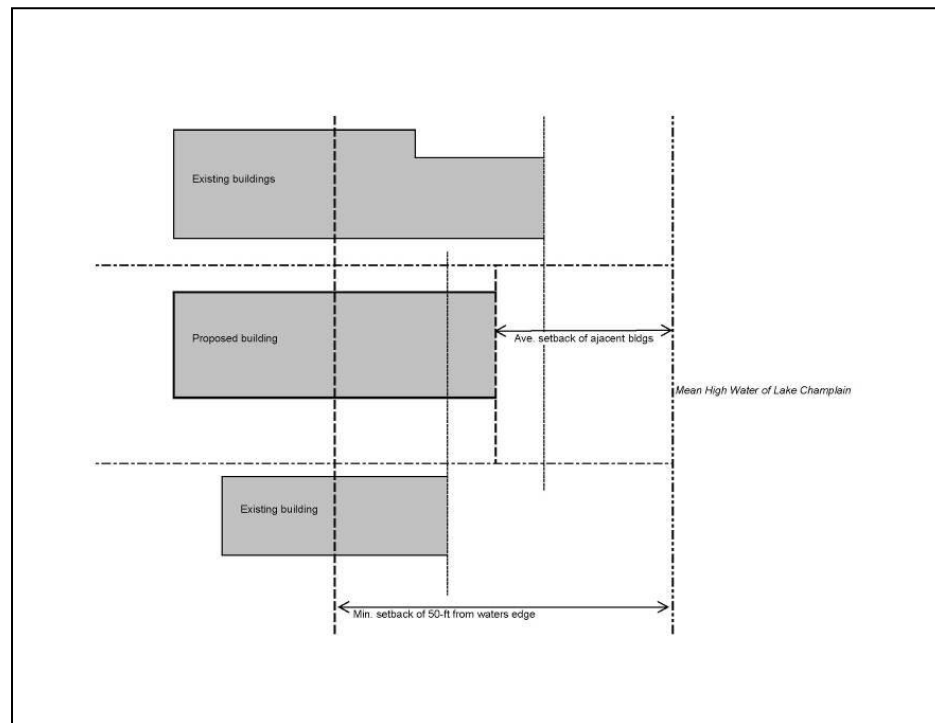 Existing buildings
Proposed building
Ave. setback of ajacent bldgs
Mean High Water of Lake Champlain
Existing building
Min. setback of 50-ft from waters edge